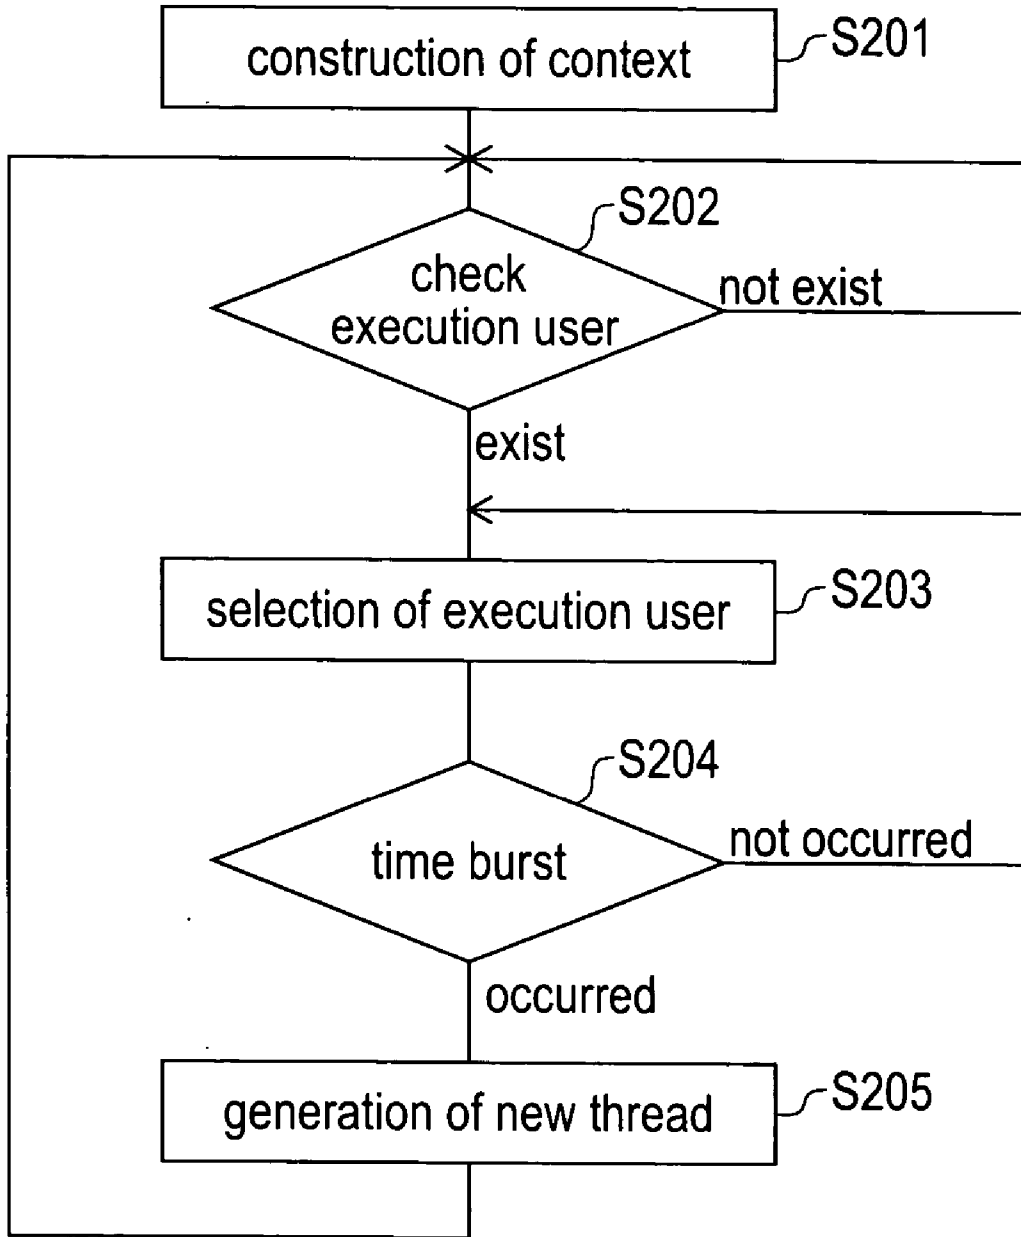 construction of context
S201
S202
check
execution user
not exist
exist
selection of execution user
S203
S204
time burst
not occurred
occurred
generation of new thread
S205